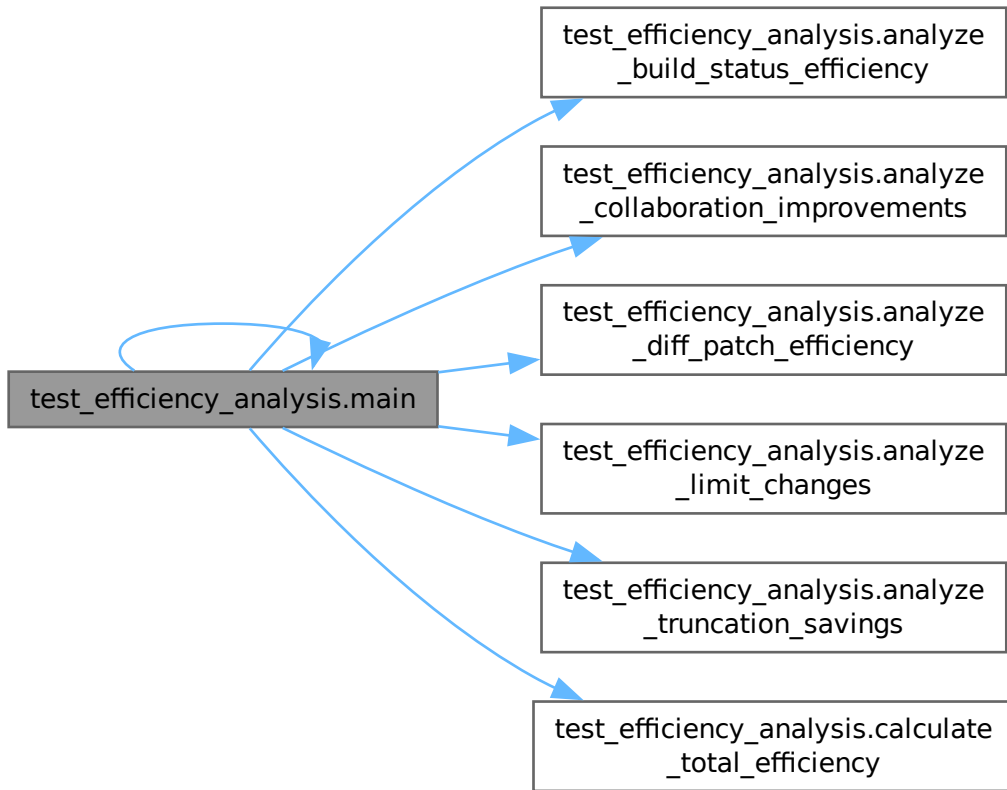 test_efficiency_analysis.analyze
_build_status_efficiency
test_efficiency_analysis.analyze
_collaboration_improvements
test_efficiency_analysis.analyze
_diff_patch_efficiency
test_efficiency_analysis.main
test_efficiency_analysis.analyze
_limit_changes
test_efficiency_analysis.analyze
_truncation_savings
test_efficiency_analysis.calculate
_total_efficiency